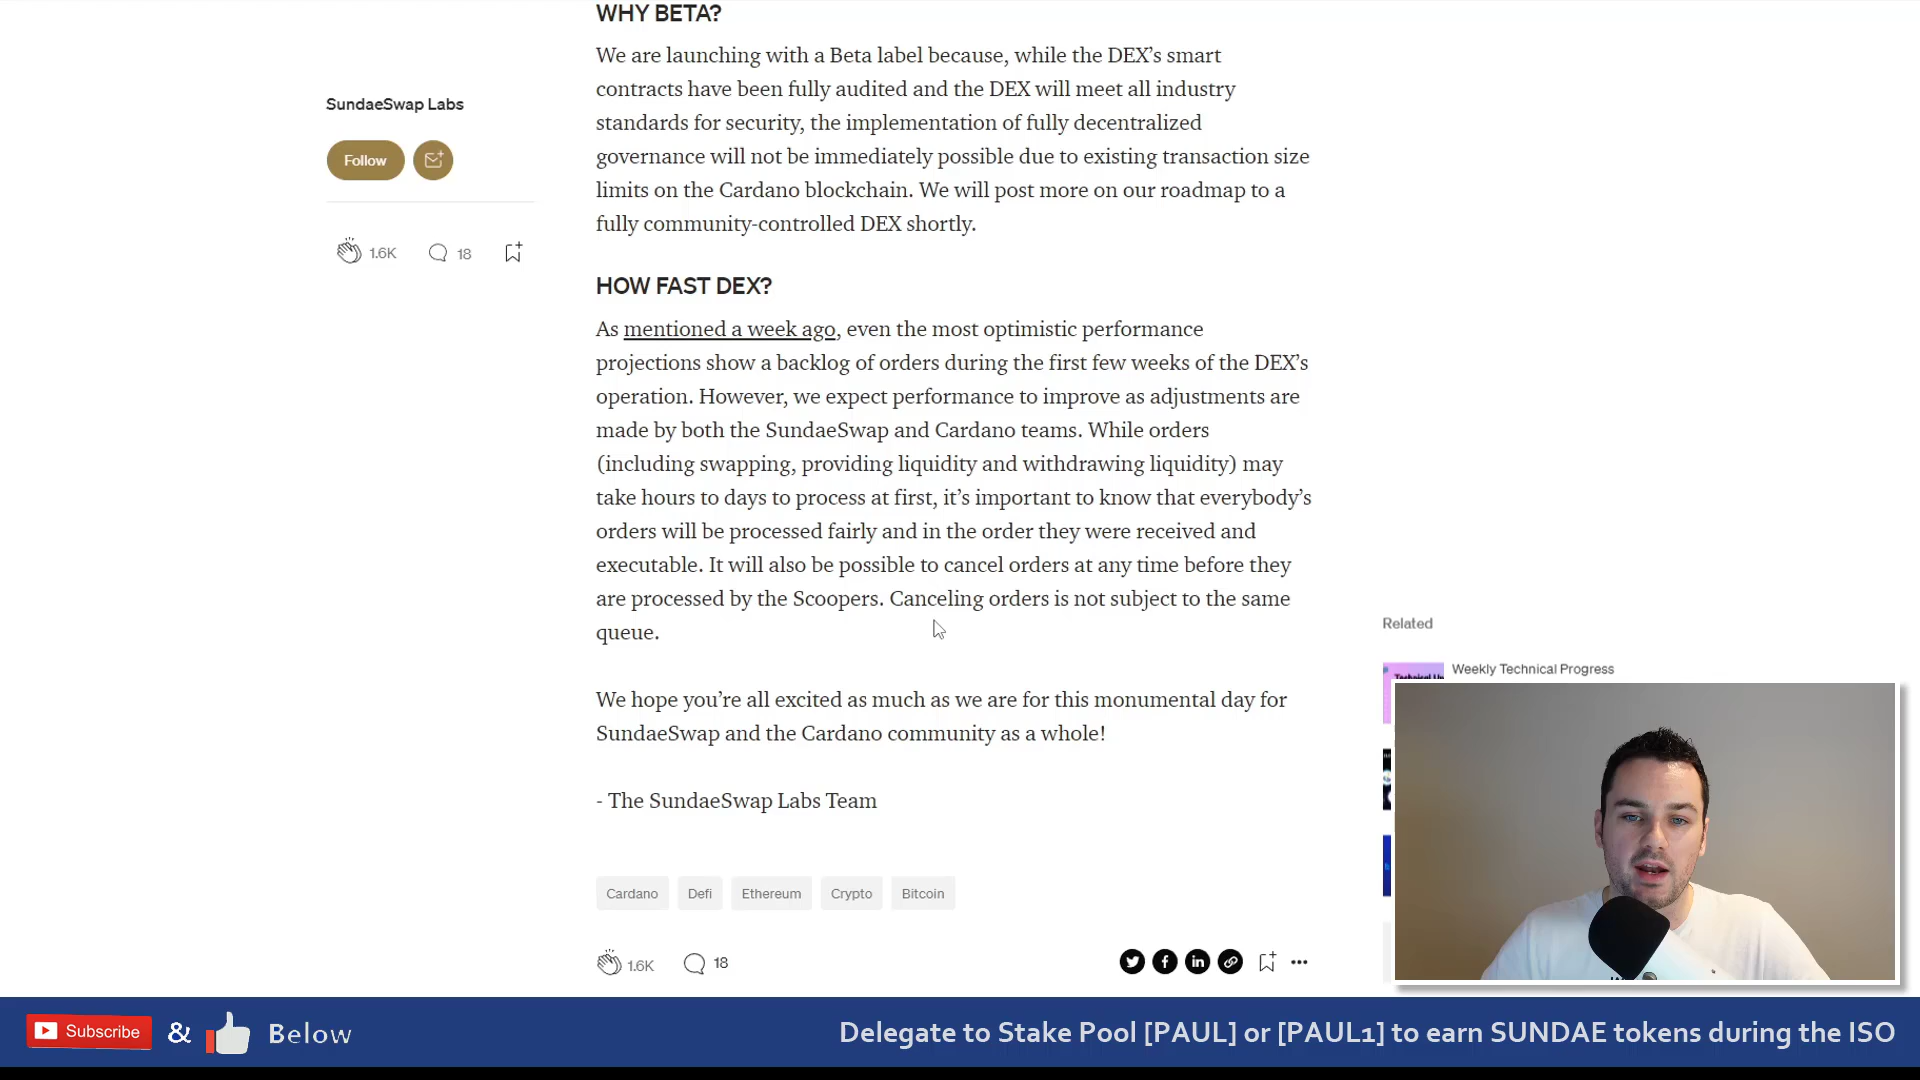 WHY BETA?
We are launching with a Beta label because, while the DEX’s smart
contracts have been fully audited and the DEX will meet all industry
standards for security, the implementation of fully decentralized
governance will not be immediately possible due to existing transaction size
limits on the Cardano blockchain. We will post more on our roadmap to a
fully community-controlled DEX shortly.
SundaeSwap Labs
Follow
1.6K
18
HOW FAST DEX?
As mentioned a week ago, even the most optimistic performance
projections show a backlog of orders during the first few weeks of the DEX’s
operation. However, we expect performance to improve as adjustments are
made by both the SundaeSwap and Cardano teams. While orders
(including swapping, providing liquidity and withdrawing liquidity) may
take hours to days to process at first, it’s important to know that everybody’s
orders will be processed fairly and in the order they were received and
executable. It will also be possible to cancel orders at any time before they
are processed by the Scoopers. Canceling orders is not subject to the same
queue.
We hope you’re all excited as much as we are for this monumental day for
SundaeSwap and the Cardano community as a whole!
- The SundaeSwap Labs Team
Cardano Defi Ethereum Crypto Bitcoin
1.6K 18
Related
Weekly Technical Progress
Subscribe & Below
Delegate to Stake Pool [PAUL] or [PAUL1] to earn SUNDAE tokens during the ISO